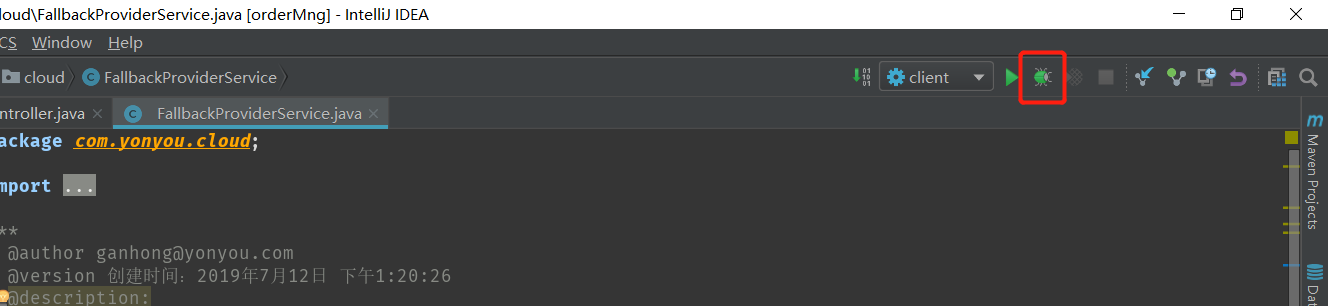 loud\FallbackProviderService.java [orderMng] - IntelliJ IDEA
CS Window Help
cloud FallbackProviderService
client
ntroller.java FallbackProviderService.java
ackage com.yonyou.cloud;
mport ...
**
@author ganhong@yonyou.com
@version 创建时间：2019年7月12日 下午1:20:26
@description:
Maven Projects
Dat